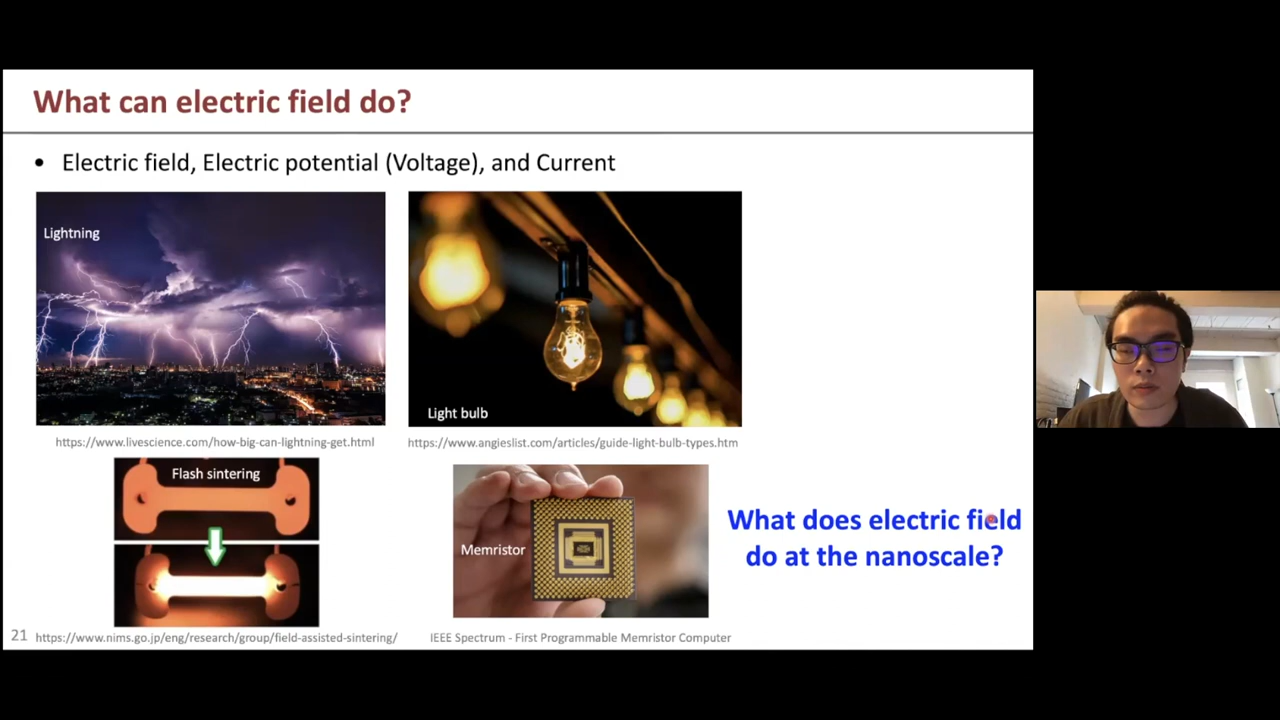 What can electric field do?
• Electric field, Electric potential (Voltage), and Current
Lightning
Light bulb
https://www.livescience.com/how-big-can-lightning-get.html
https://www.angieslist.com/articles/guide-light-bulb-types.htm
Flash sintering
Memristor
What does electric field
do at the nanoscale?
21
https://www.nims.go.jp/eng/research/group/field-assisted-sintering/
IEEE Spectrum - First Programmable Memristor Computer